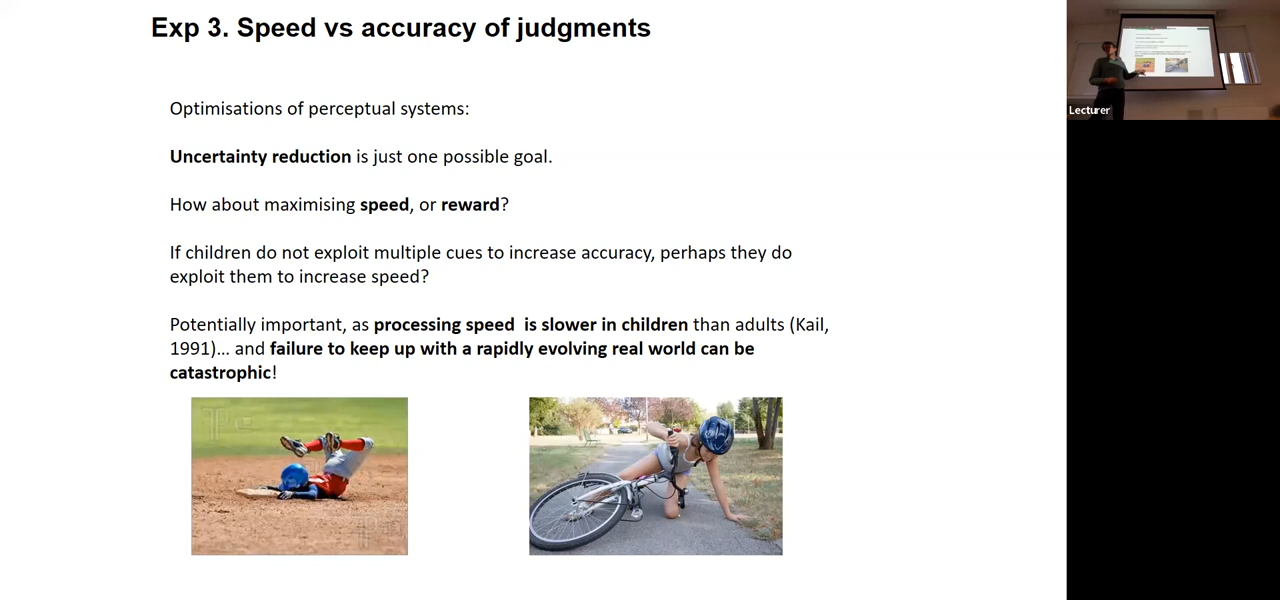 Exp 3. Speed vs accuracy of judgments
Optimisations of perceptual systems:
Uncertainty reduction is just one possible goal.
How about maximising speed, or reward?
If children do not exploit multiple cues to increase accuracy, perhaps they do
exploit them to increase speed?
Potentially important, as processing speed  is slower in children than adults (Kail,
1991)... and failure to keep up with a rapidly evolving real world can be
catastrophic!
Lecturer